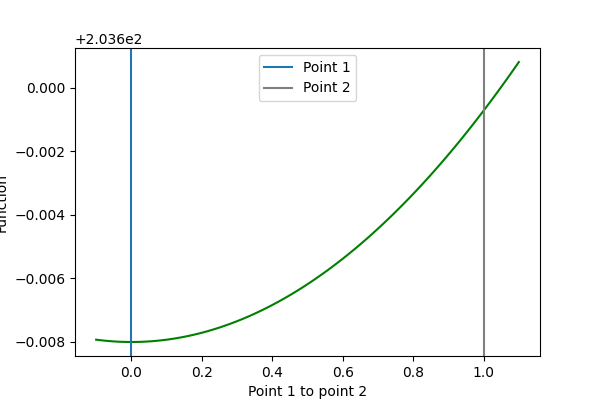 +2.036e2
Point 1
Point 2
0.000
−0.002
−0.004
−0.006
−0.008
Function
0.0 0.2 0.4 0.6 0.8 1.0
Point 1 to point 2